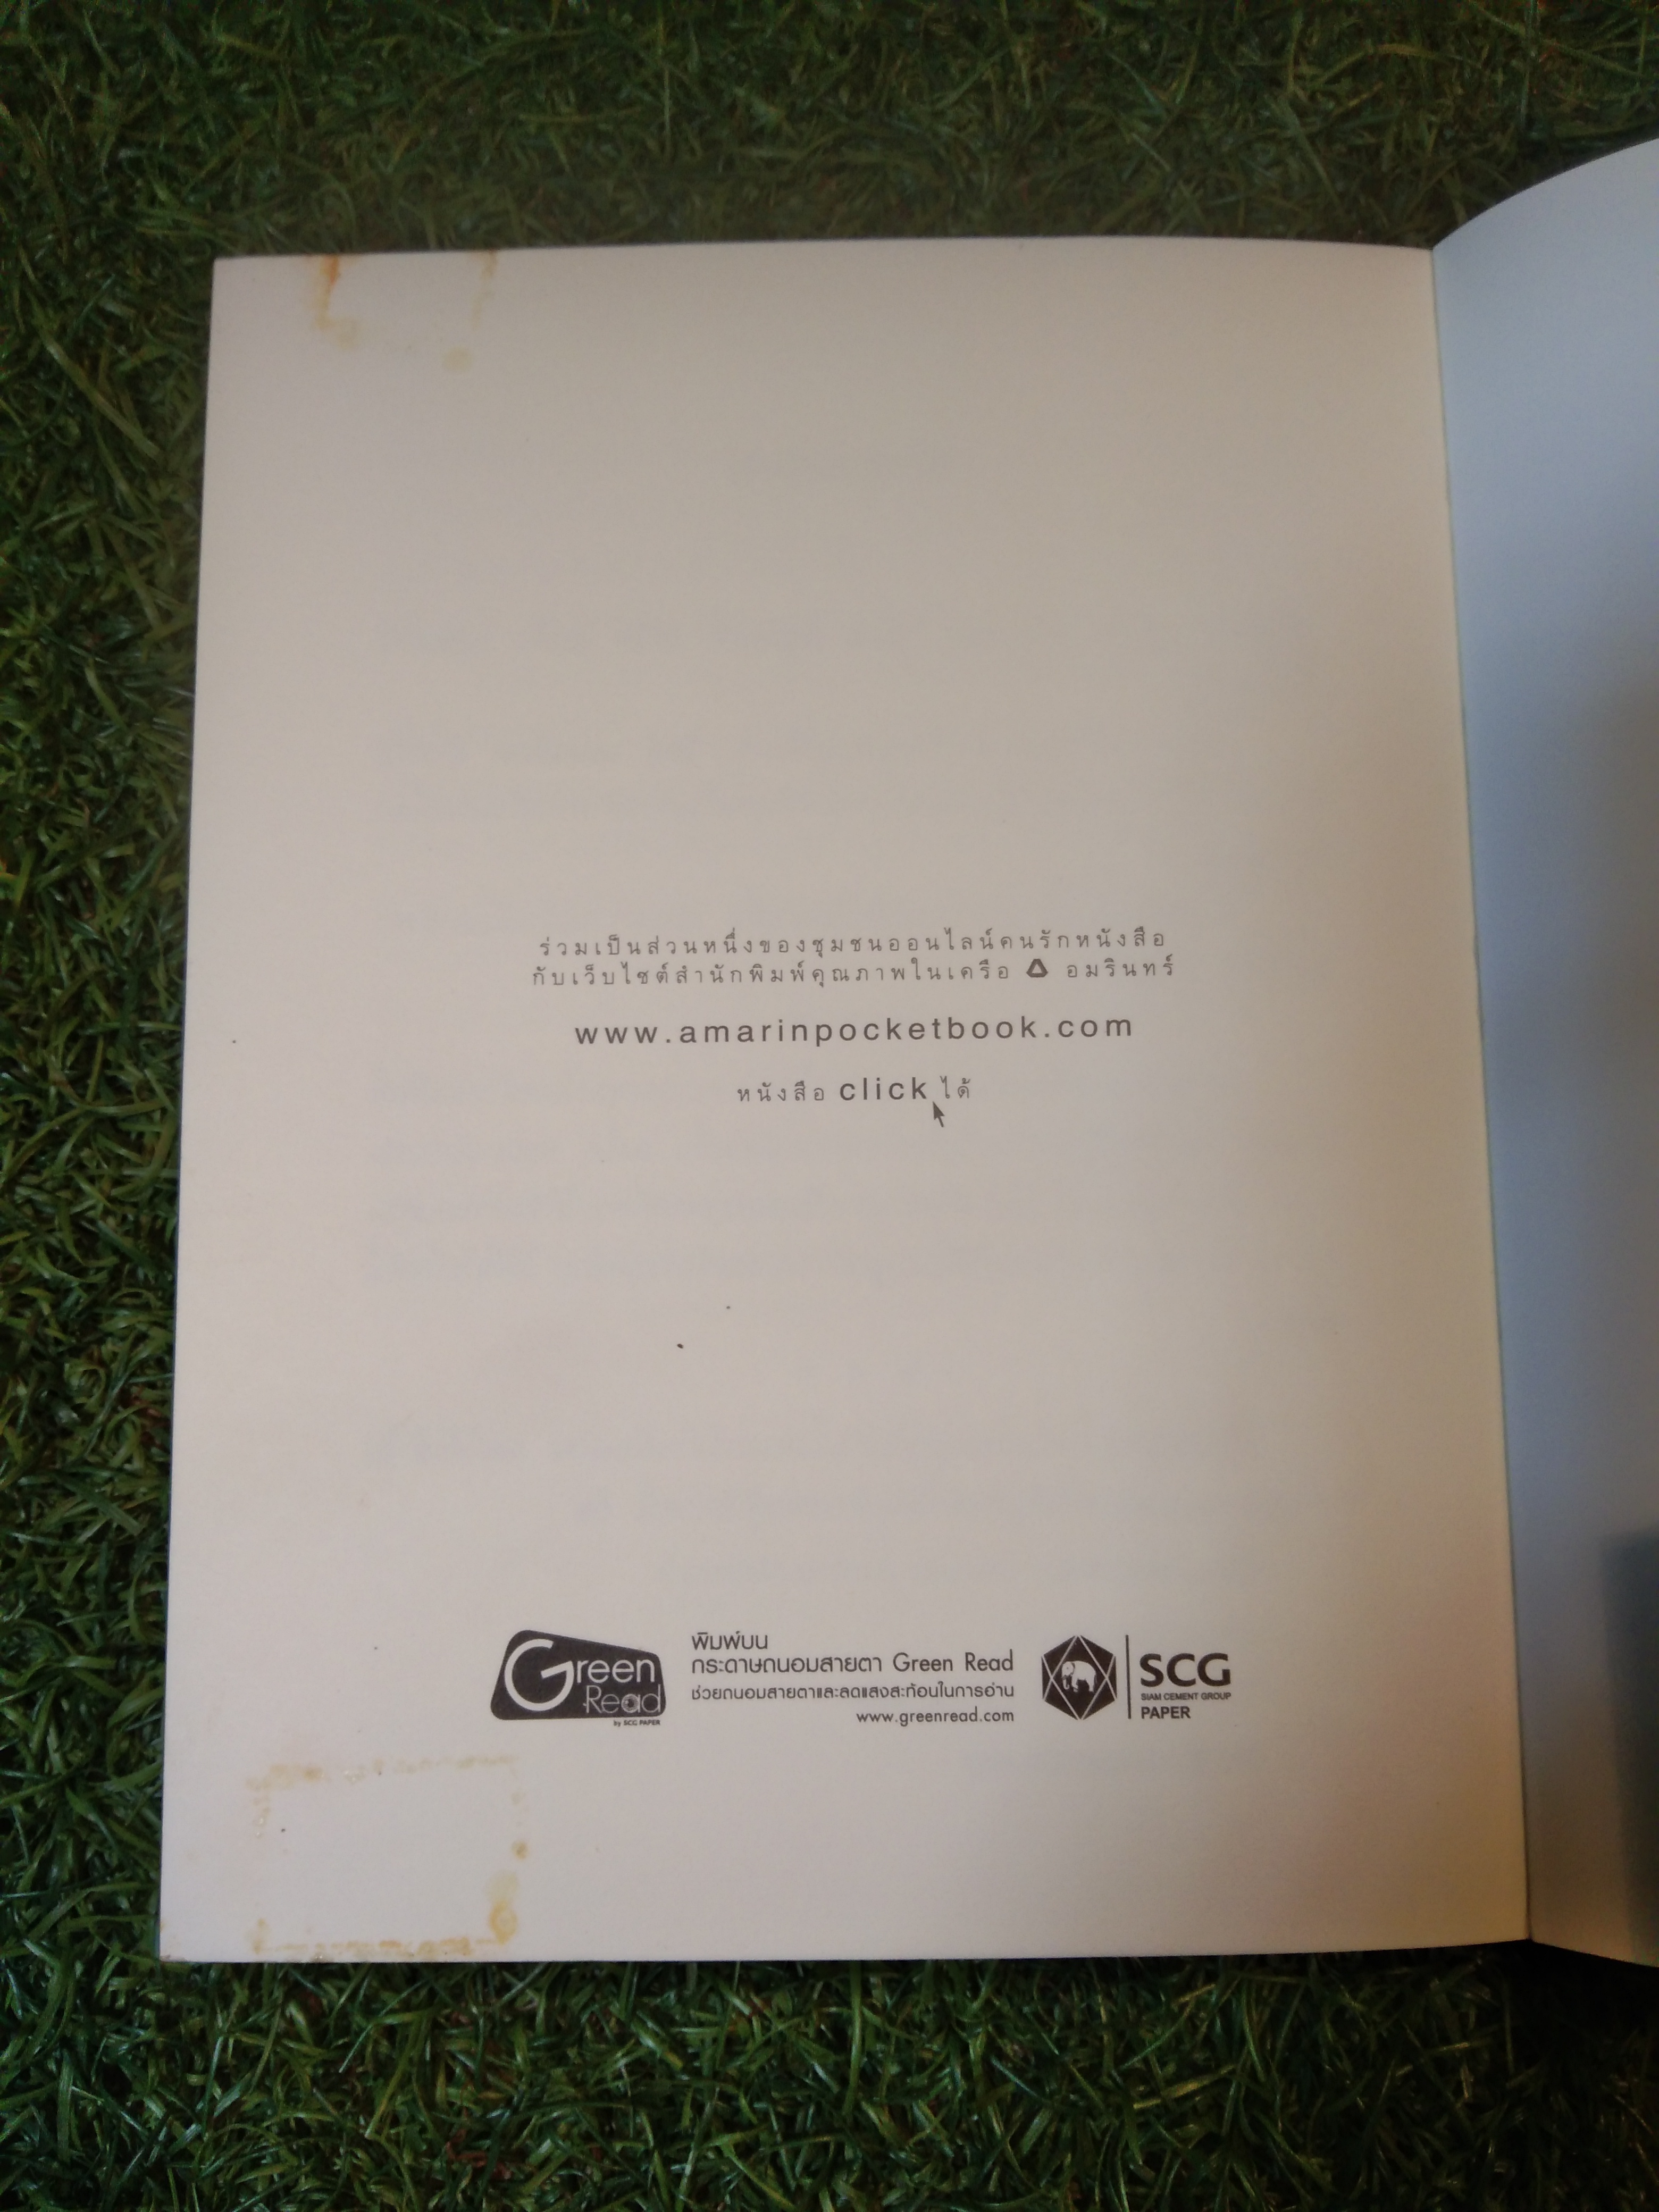 ร่วมเป็นส่วนหนึ่งของชุมชนออนไลน์คนรักหนังสือ
กับเว็บไซต์สำนักพิมพ์คุณภาพในเครือ อมรินทร์
www.amarinpocketbook.com
หนังสือ click ได้
Green
Read
by SCG PAPER
พิมพ์บน
กระดาษถนอมสายตา Green Read
ช่วยถนอมสายตาและลดแสงสะท้อนในการอ่าน
www.greenread.com
SCG
SIAM CEMENT GROUP
PAPER